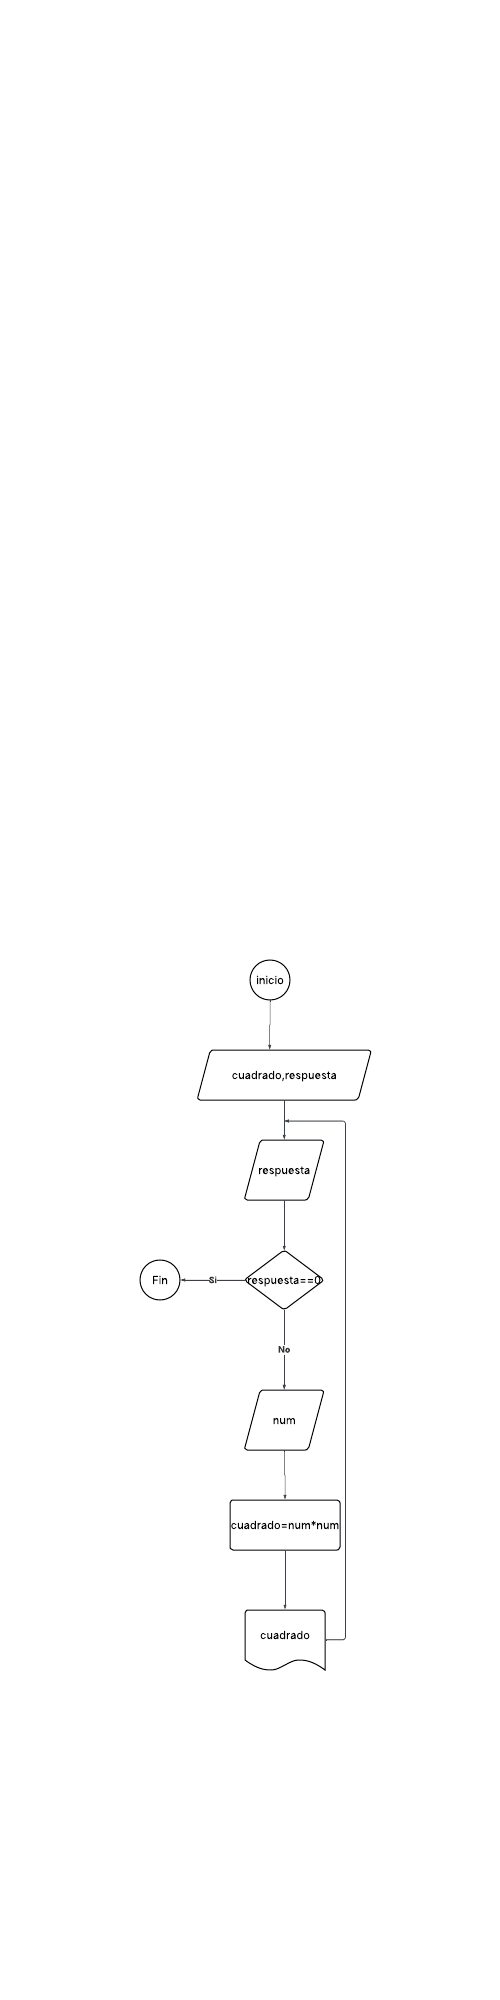 inicio
cuadrado,respuesta
respuesta
respuesta==0
Si
Fin
No
num
cuadrado=num*num
cuadrado